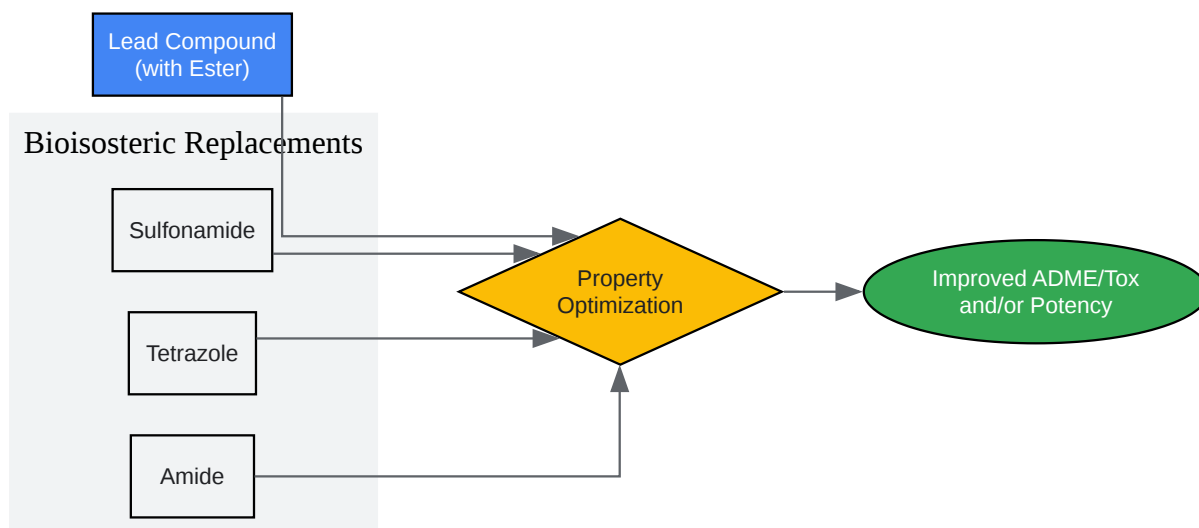 Lead Compound
(with Ester)
Bioisosteric Replacements
Sulfonamide
Tetrazole
Amide
Property
Optimization
Improved ADME/Tox
and/or Potency